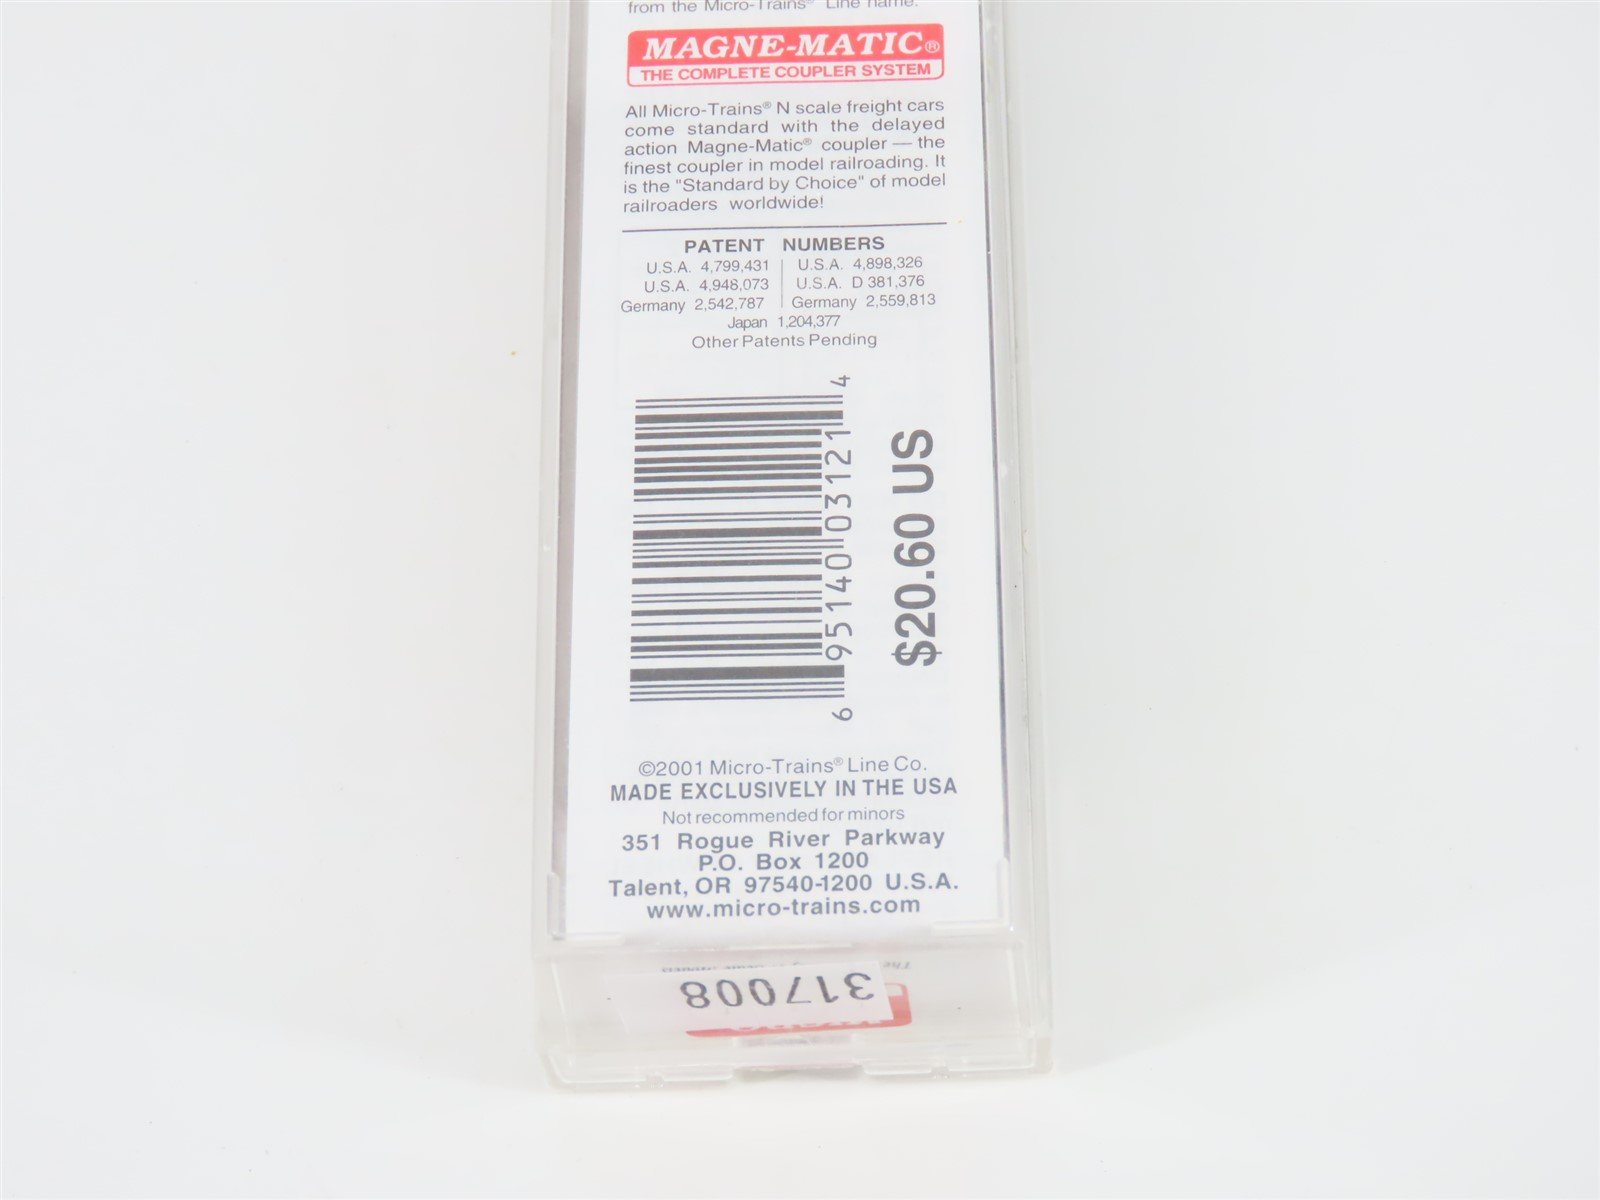 from the Micro-Trains® Line name.
MAGNE-MATIC®
THE COMPLETE COUPLER SYSTEM
All Micro-Trains® N scale freight cars
come standard with the delayed
action Magne-Matic® coupler — the
finest coupler in model railroading. It
is the "Standard by Choice" of model
railroaders worldwide!
PATENT NUMBERS
U.S.A. 4,799,431 U.S.A. 4,898,326
U.S.A. 4,948,073 U.S.A. D 381,376
Germany 2,542,787 Germany 2,559,813
Japan 1,204,377
Other Patents Pending
6 95140 03121 4
$20.60 US
©2001 Micro-Trains® Line Co.
MADE EXCLUSIVELY IN THE USA
Not recommended for minors
351 Rogue River Parkway
P.O. Box 1200
Talent, OR 97540-1200 U.S.A.
www.micro-trains.com
317008